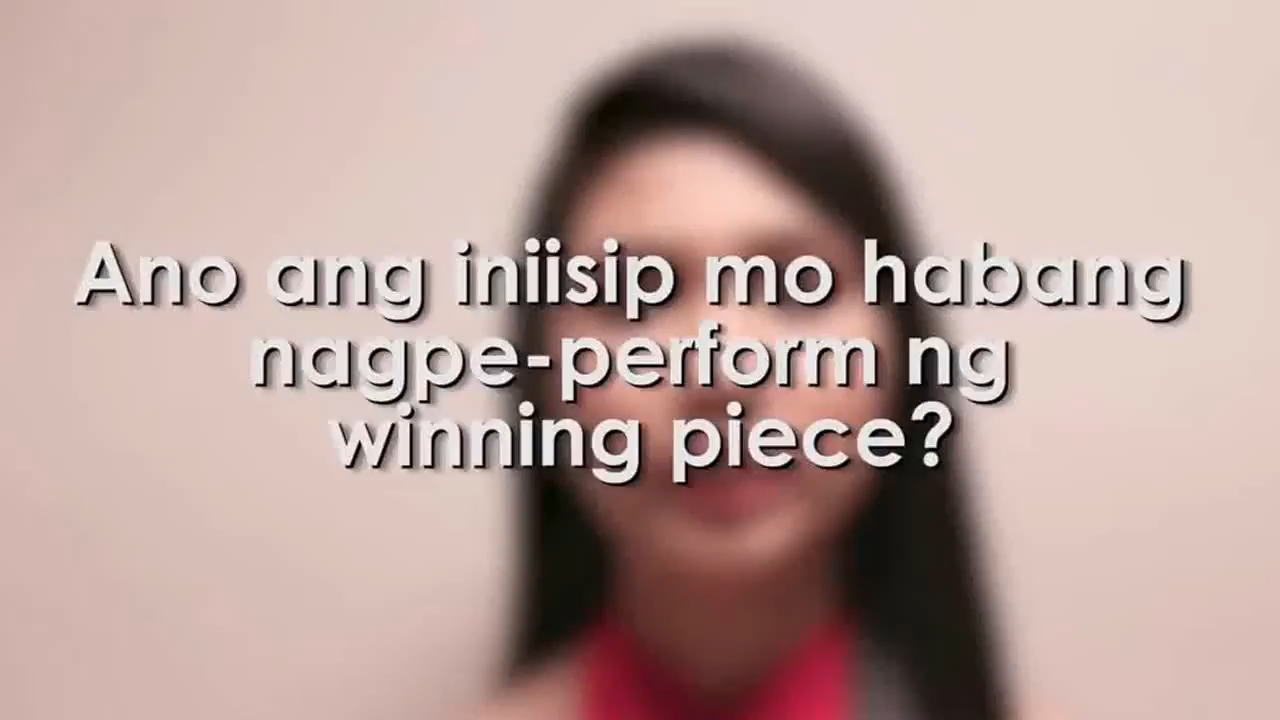 Ano ang iniisip mo habang
nagpe-perform ng
winning piece?